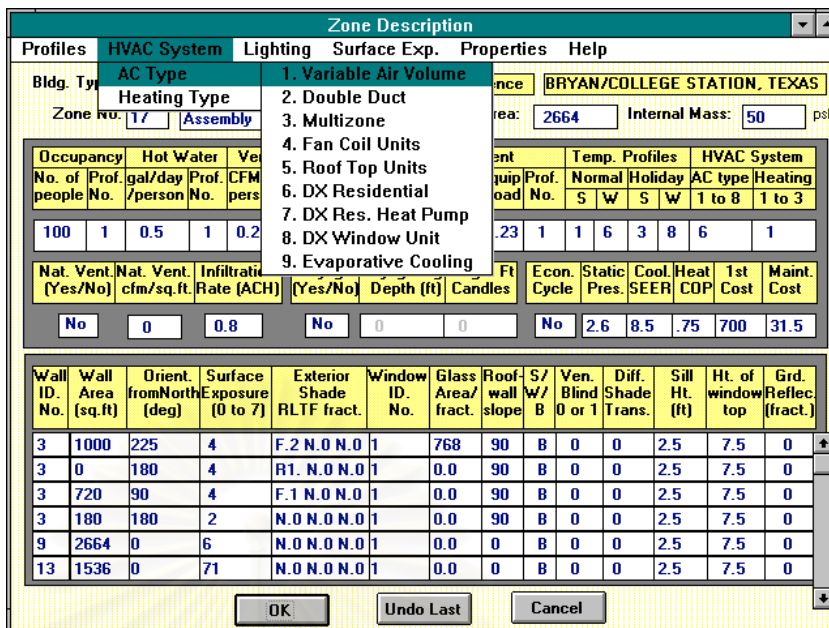 Zone Description
Profiles HVAC System Lighting Surface Exp. Properties Help
AC Type
Heating Type
1. Variable Air Volume
2. Double Duct
3. Multizone
4. Fan Coil Units
5. Roof Top Units
6. DX Residential
7. DX Res. Heat Pump
8. DX Window Unit
9. Evaporative Cooling
Bldg. BRYAN/COLLEGE STATION, TEXAS
Zone No. 17 Assembly 2664 Internal Mass: 50
Occupancy Hot Water Temp. Profiles HVAC System
No. of people Prof. No. gal/day /person Prof. No. CFM Prof. No. Normal Holiday AC type Heating
S W S W 1 to 8 1 to 3
100 1 0.5 1 0.2 .23 1 1 6 3 8 6 1
Nat. Vent. (Yes/No) Nat. Vent. cfm/sq.ft. Infiltration Rate (ACH) (Yes/No) Depth (ft) Ft Candles Econ. Cycle Static Pres. Cool. SEER Heat COP 1st Cost Maint. Cost
No 0 0.8 No 0 0 No 2.6 8.5 .75 700 31.5
Wall ID. No. Wall Area (sq.ft) Orient. fromNorth (deg) Surface Exposure (0 to 7) Exterior Shade RLTF fract. Window ID. No. Glass Area/ fract. Roof-wall slope S/ W/ B Ven. Blind 0 or 1 Diff. Shade Trans. Sill Ht. (ft) Ht. of window top Grd. Reflec. (fract.)
3 1000 225 4 F.2 N.0 N.0 1 768 90 B 0 0 2.5 7.5 0
3 0 180 4 R1. N.0 N.0 1 0.0 90 B 0 0 2.5 7.5 0
3 720 90 4 F.1 N.0 N.0 1 0.0 90 B 0 0 2.5 7.5 0
3 180 180 2 N.0 N.0 N.0 1 0.0 90 B 0 0 2.5 7.5 0
9 2664 0 6 N.0 N.0 N.0 1 0.0 0 B 0 0 2.5 7.5 0
13 1536 0 71 N.0 N.0 N.0 1 0.0 0 B 0 0 2.5 7.5 0
OK Undo Last Cancel